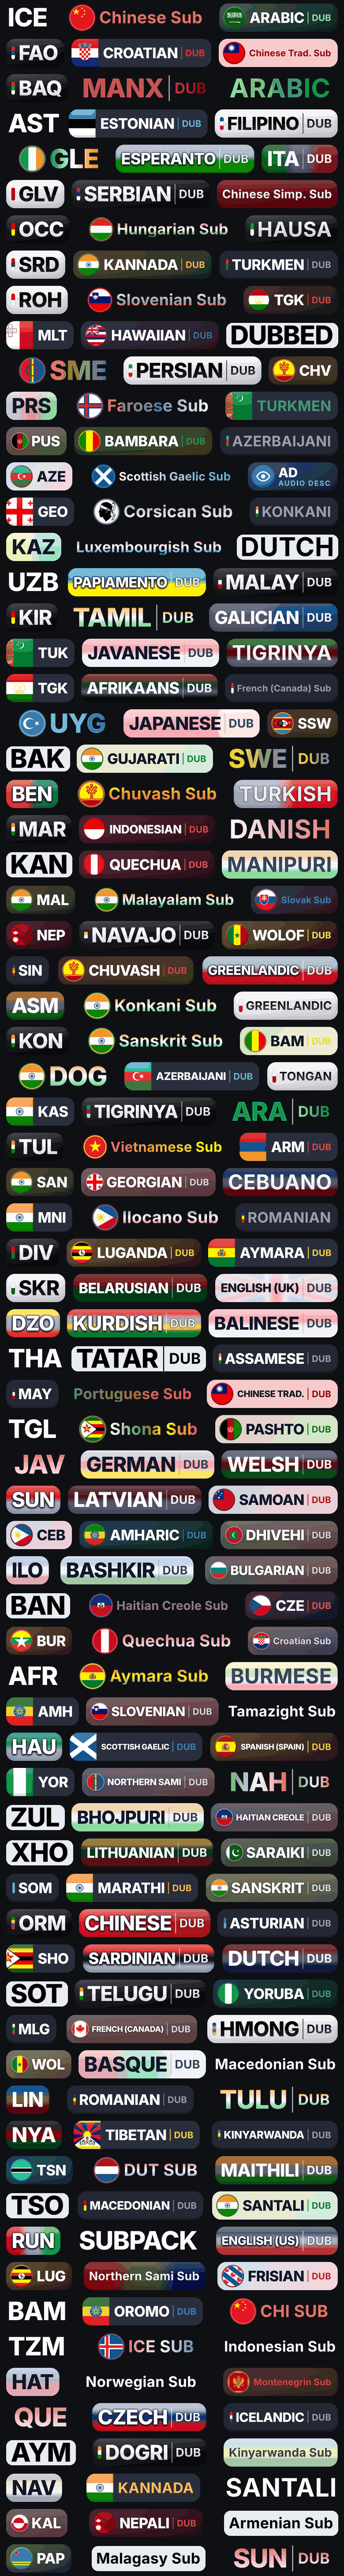 ICE Chinese Sub ARABIC | DUB
FAO CROATIAN | DUB Chinese Trad. Sub
BAQ MANX | DUB ARABIC
AST ESTONIAN | DUB FILIPINO | DUB
GLE ESPERANTO | DUB ITA | DUB
GLV SERBIAN | DUB Chinese Simp. Sub
OCC Hungarian Sub HAUSA
SRD KANNADA | DUB TURKMEN | DUB
ROH Slovenian Sub TGK | DUB
MLT HAWAIIAN | DUB DUBBED
SME PERSIAN | DUB CHV
PRS Faroese Sub TURKMEN
PUS BAMBARA | DUB AZERBAIJANI
AZE Scottish Gaelic Sub AD
AUDIO DESC
GEO Corsican Sub KONKANI
KAZ Luxembourgish Sub DUTCH
UZB PAPIAMENTO | DUB MALAY | DUB
KIR TAMIL | DUB GALICIAN | DUB
TUK JAVANESE | DUB TIGRINYA
TGK AFRIKAANS | DUB French (Canada) Sub
UYG JAPANESE | DUB SSW
BAK GUJARATI | DUB SWE | DUB
BEN Chuvash Sub TURKISH
MAR INDONESIAN | DUB DANISH
KAN QUECHUA | DUB MANIPURI
MAL Malayalam Sub Slovak Sub
NEP NAVAJO | DUB WOLOF | DUB
SIN CHUVASH | DUB GREENLANDIC | DUB
ASM Konkani Sub GREENLANDIC
KON Sanskrit Sub BAM | DUB
DOG AZERBAIJANI | DUB TONGAN
KAS TIGRINYA | DUB ARA | DUB
TUL Vietnamese Sub ARM | DUB
SAN GEORGIAN | DUB CEBUANO
MNI Ilocano Sub ROMANIAN
DIV LUGANDA | DUB AYMARA | DUB
SKR BELARUSIAN | DUB ENGLISH (UK) | DUB
DZO KURDISH | DUB BALINESE | DUB
THA TATAR | DUB ASSAMESE | DUB
MAY Portuguese Sub CHINESE TRAD. | DUB
TGL Shona Sub PASHTO | DUB
JAV GERMAN | DUB WELSH | DUB
SUN LATVIAN | DUB SAMOAN | DUB
CEB AMHARIC | DUB DHIVEHI | DUB
ILO BASHKIR | DUB BULGARIAN | DUB
BAN Haitian Creole Sub CZE | DUB
BUR Quechua Sub Croatian Sub
AFR Aymara Sub BURMESE
AMH SLOVENIAN | DUB Tamazight Sub
HAU SCOTTISH GAELIC | DUB SPANISH (SPAIN) | DUB
YOR NORTHERN SAMI | DUB NAH | DUB
ZUL BHOJPURI | DUB HAITIAN CREOLE | DUB
XHO LITHUANIAN | DUB SARAIKI | DUB
SOM MARATHI | DUB SANSKRIT | DUB
ORM CHINESE | DUB ASTURIAN | DUB
SHO SARDINIAN | DUB DUTCH | DUB
SOT TELUGU | DUB YORUBA | DUB
MLG FRENCH (CANADA) | DUB HMONG | DUB
WOL BASQUE | DUB Macedonian Sub
LIN ROMANIAN | DUB TULU | DUB
NYA TIBETAN | DUB KINYARWANDA | DUB
TSN DUT SUB MAITHILI | DUB
TSO MACEDONIAN | DUB SANTALI | DUB
RUN SUBPACK ENGLISH (US) | DUB
LUG Northern Sami Sub FRISIAN | DUB
BAM OROMO | DUB CHI SUB
TZM ICE SUB Indonesian Sub
HAT Norwegian Sub Montenegrin Sub
QUE CZECH | DUB ICELANDIC | DUB
AYM DOGRI | DUB Kinyarwanda Sub
NAV KANNADA SANTALI
KAL NEPALI | DUB Armenian Sub
PAP Malagasy Sub SUN | DUB